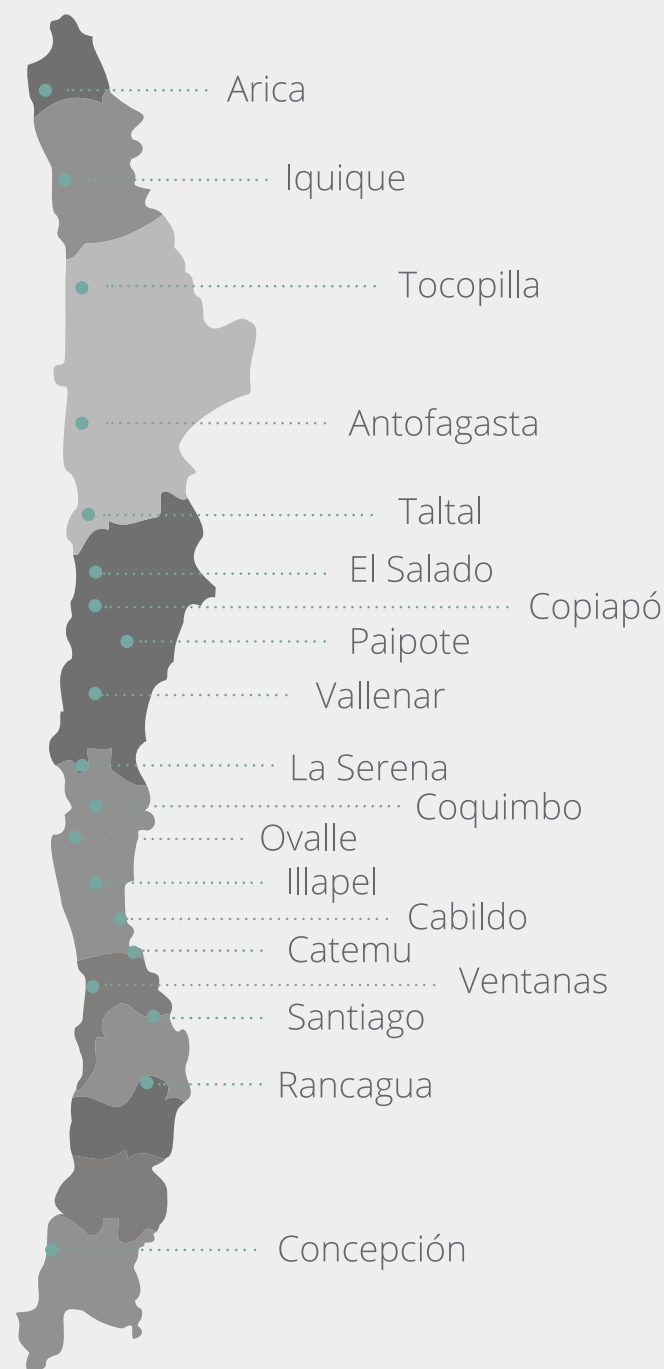 Arica
Iquique
Tocopilla
Antofagasta
Taltal
El Salado
Copiapó
Paipote
Vallenar
La Serena
Coquimbo
Ovalle
Illapel
Cabildo
Catemu
Ventanas
Santiago
Rancagua
Concepción